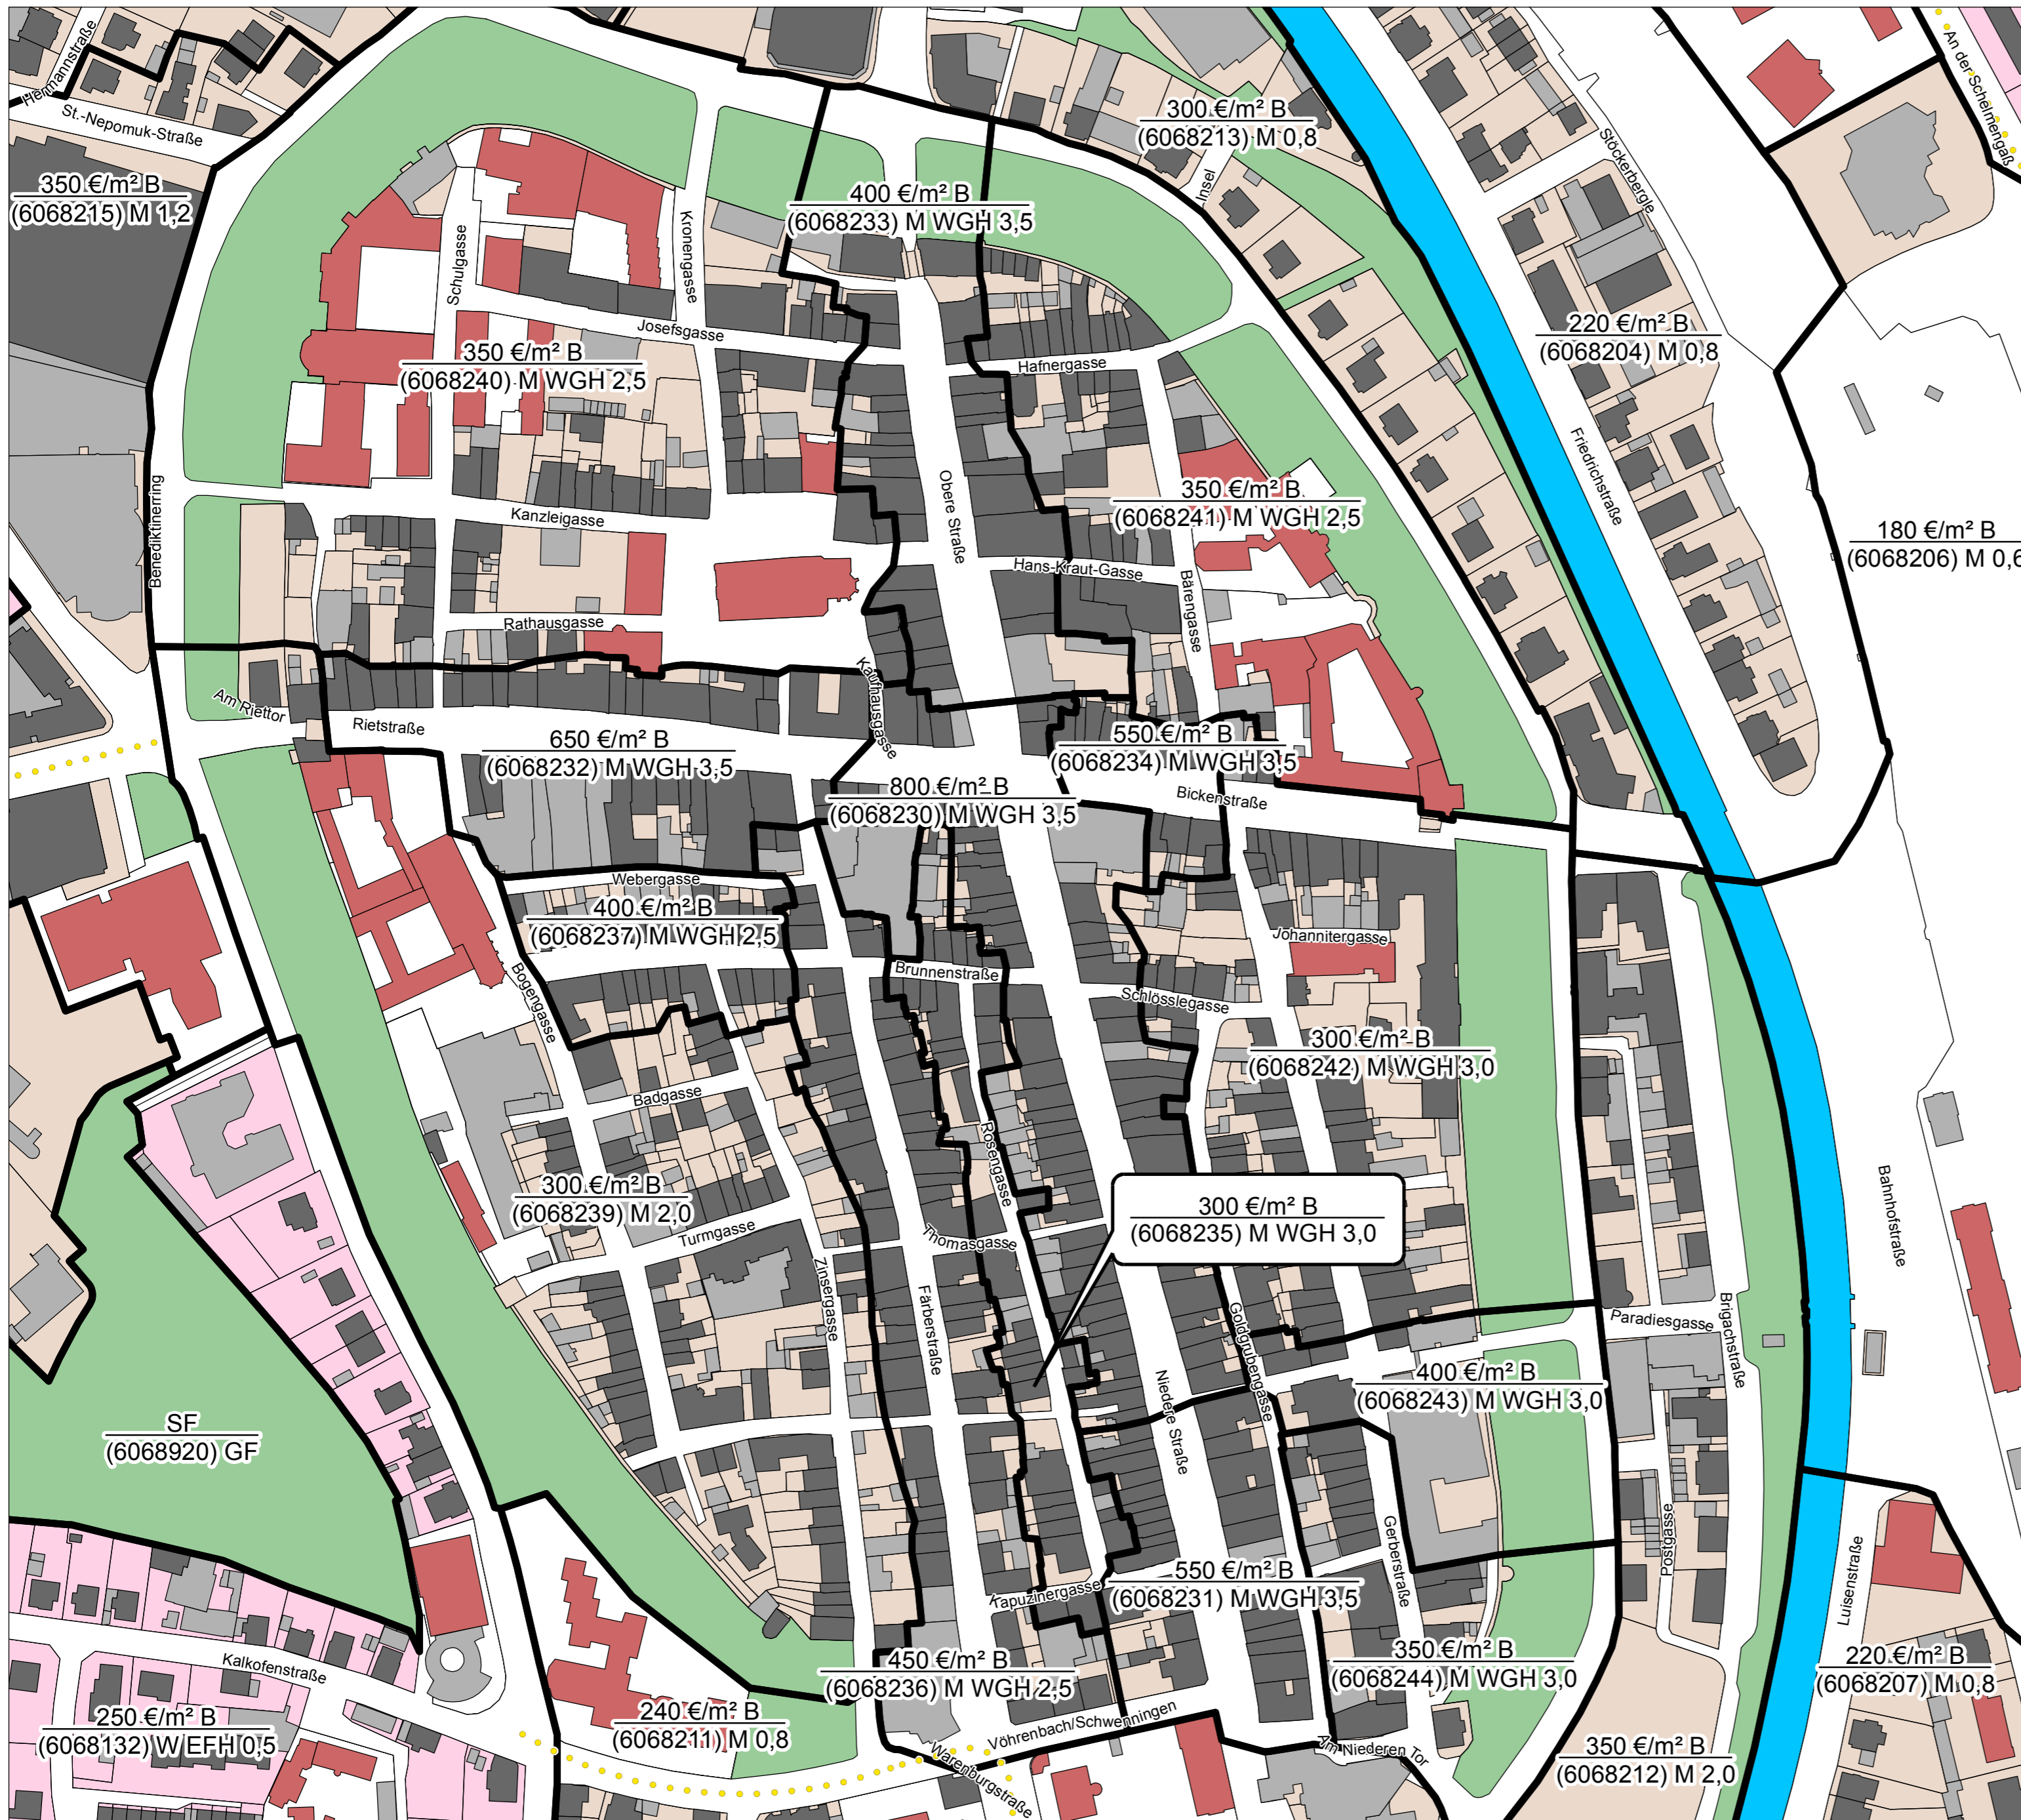 Hermannstraße
St.-Nepomuk-Straße
350 €/m² B
(6068215) M 1,2
Schulgasse
Kronengasse
Josefsgasse
350 €/m² B
(6068240) M WGH 2,5
400 €/m² B
(6068233) M WGH 3,5
300 €/m² B
(6068213) M 0,8
Insel
Stöckerbergle
An der Schelmengaß
220 €/m² B
(6068204) M 0,8
Hafnergasse
Friedrichstraße
Benediktinerring
Kanzleigasse
Obere Straße
350 €/m² B
(6068241) M WGH 2,5
180 €/m² B
(6068206) M 0,6
Hans-Kraut-Gasse
Bärengasse
Rathausgasse
Kaufhausgasse
Am Riettor
Rietstraße
650 €/m² B
(6068232) M WGH 3,5
550 €/m² B
(6068234) M WGH 3,5
800 €/m² B
(6068230) M WGH 3,5
Bickenstraße
Webergasse
400 €/m² B
(6068237) M WGH 2,5
Johannitergasse
Brunnenstraße
Schlösslegasse
Bogengasse
300 €/m² B
(6068242) M WGH 3,0
Badgasse
Rosengasse
300 €/m² B
(6068239) M 2,0
Turmgasse
Thomasgasse
300 €/m² B
(6068235) M WGH 3,0
Bahnhofstraße
Zinsergasse
Färberstraße
Goldgrubengasse
Paradiesgasse
Brigachstraße
400 €/m² B
(6068243) M WGH 3,0
Niedere Straße
SF
(6068920) GF
Gerberstraße
Postgasse
Luisenstraße
Kapuzinergasse
550 €/m² B
(6068231) M WGH 3,5
Kalkofenstraße
450 €/m² B
(6068236) M WGH 2,5
350 €/m² B
(6068244) M WGH 3,0
220 €/m² B
(6068207) M 0,8
250 €/m² B
(6068132) W EFH 0,5
240 €/m² B
(6068211) M 0,8
Vöhrenbach/Schwenningen
Warenburgstraße
Am Niederen Tor
350 €/m² B
(6068212) M 2,0